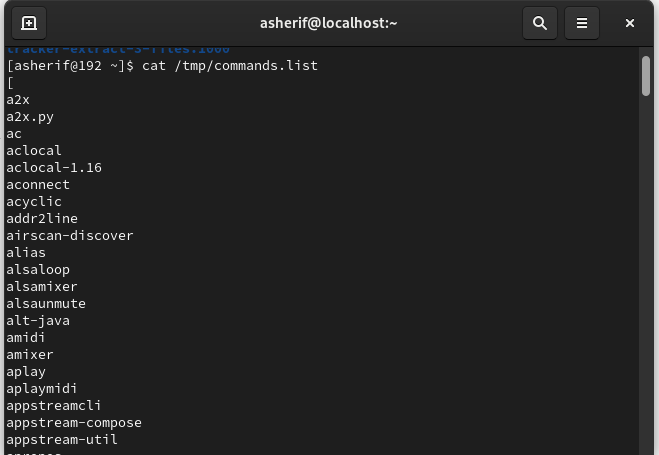 asherif@localhost:~
tracker-extract-3-files.1000
[asherif@192 ~]$ cat /tmp/commands.list
[
a2x
a2x.py
ac
aclocal
aclocal-1.16
aconnect
acyclic
addr2line
airscan-discover
alias
alsaloop
alsamixer
alsaunmute
alt-java
amidi
amixer
aplay
aplaymidi
appstreamcli
appstream-compose
appstream-util